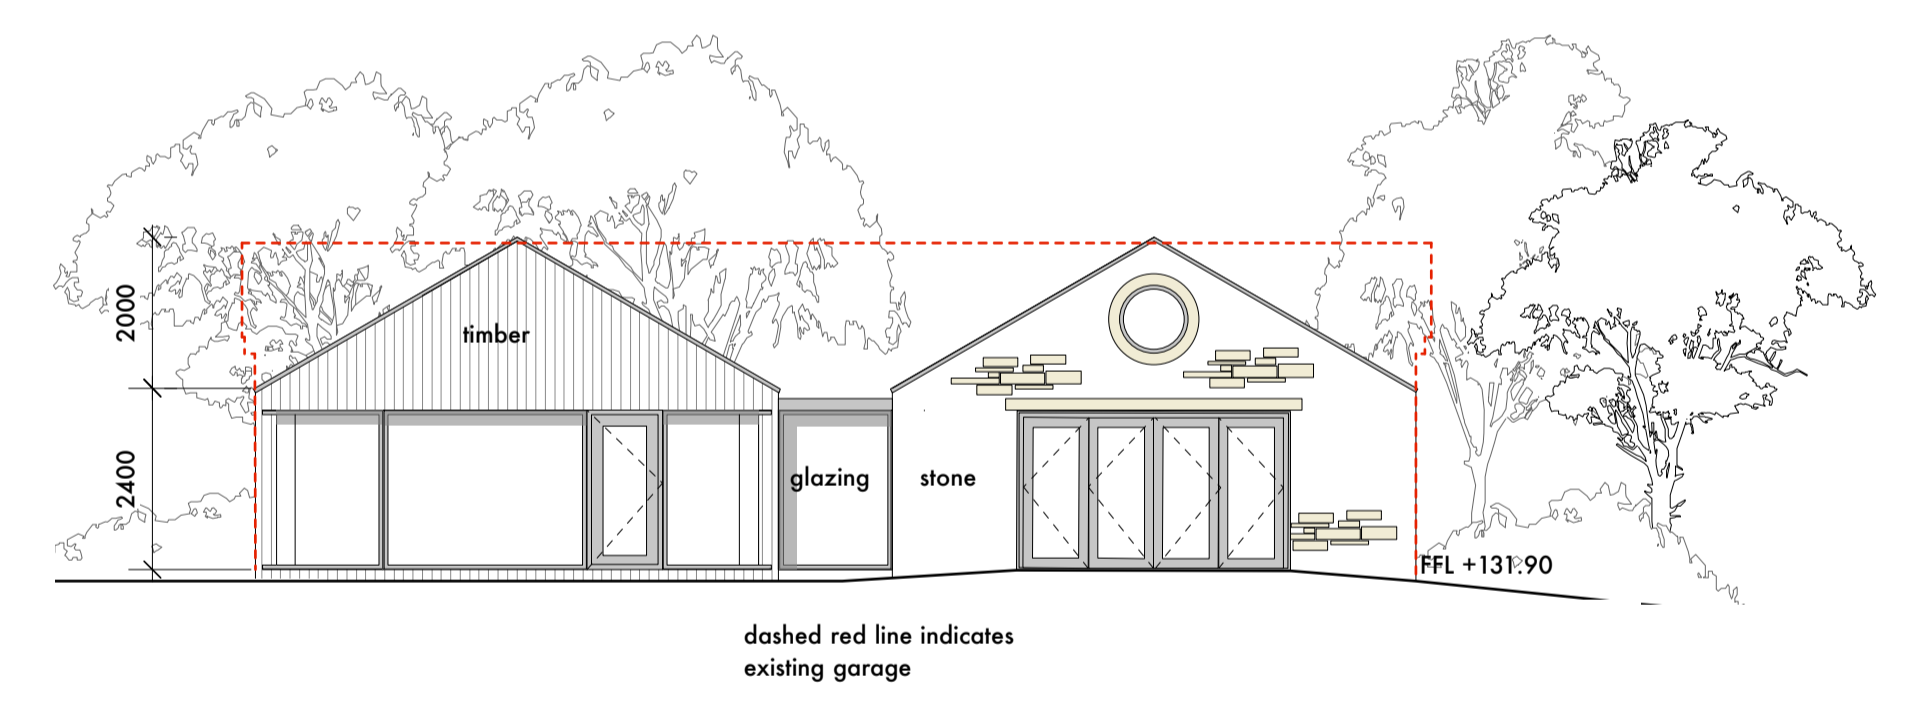 2000
timber
2400
glazing
stone
FFL +131.90
dashed red line indicates
existing garage